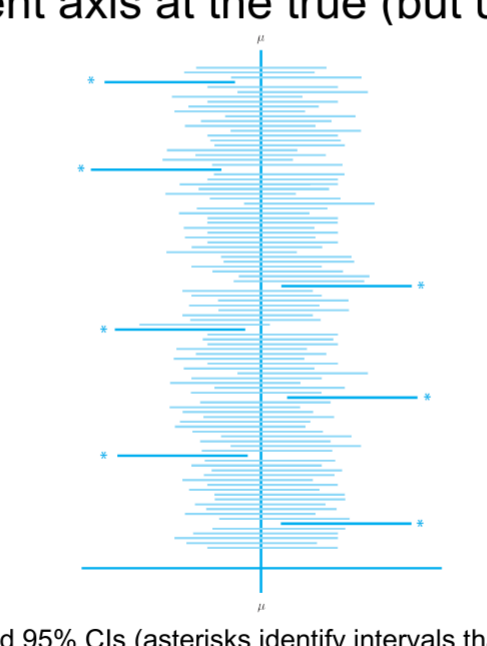 ent axis at the true (but u
μ
*
*
*
*
*
*
*
μ
d 95% CIs (asterisks identify intervals th